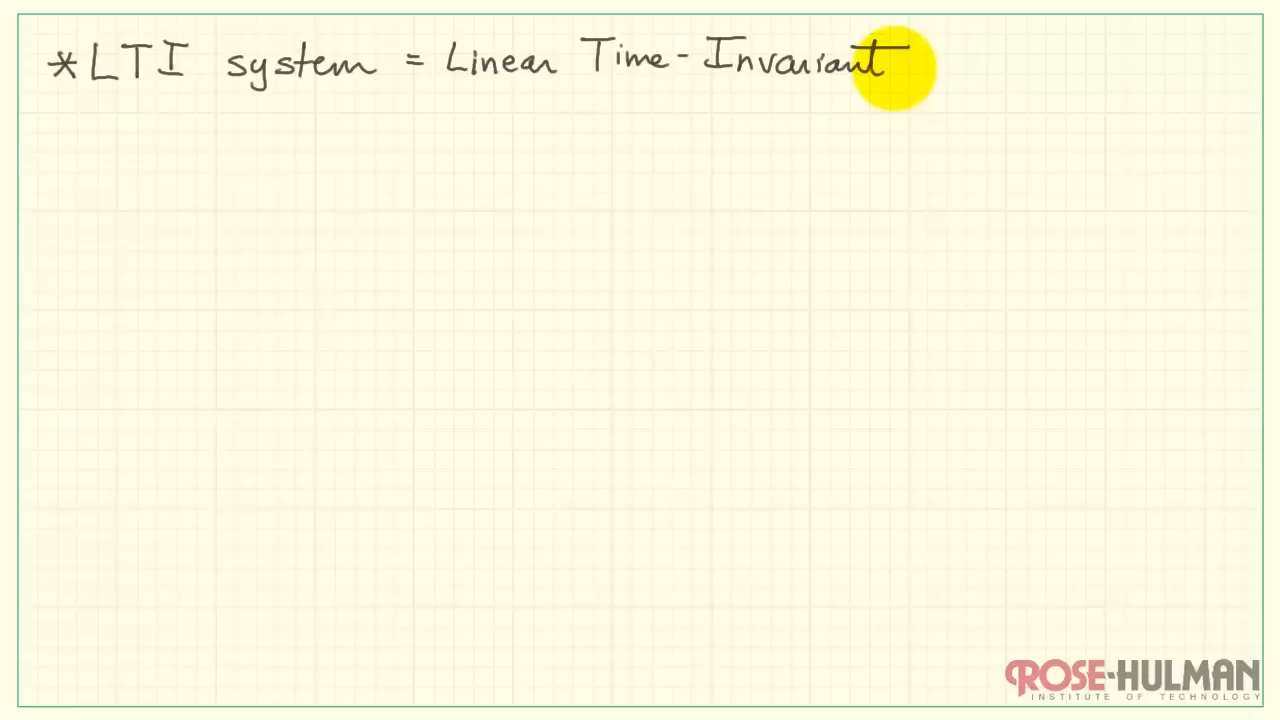 *LTI system = Linear Time-Invariant
ROSE-HULMAN
INSTITUTE OF TECHNOLOGY